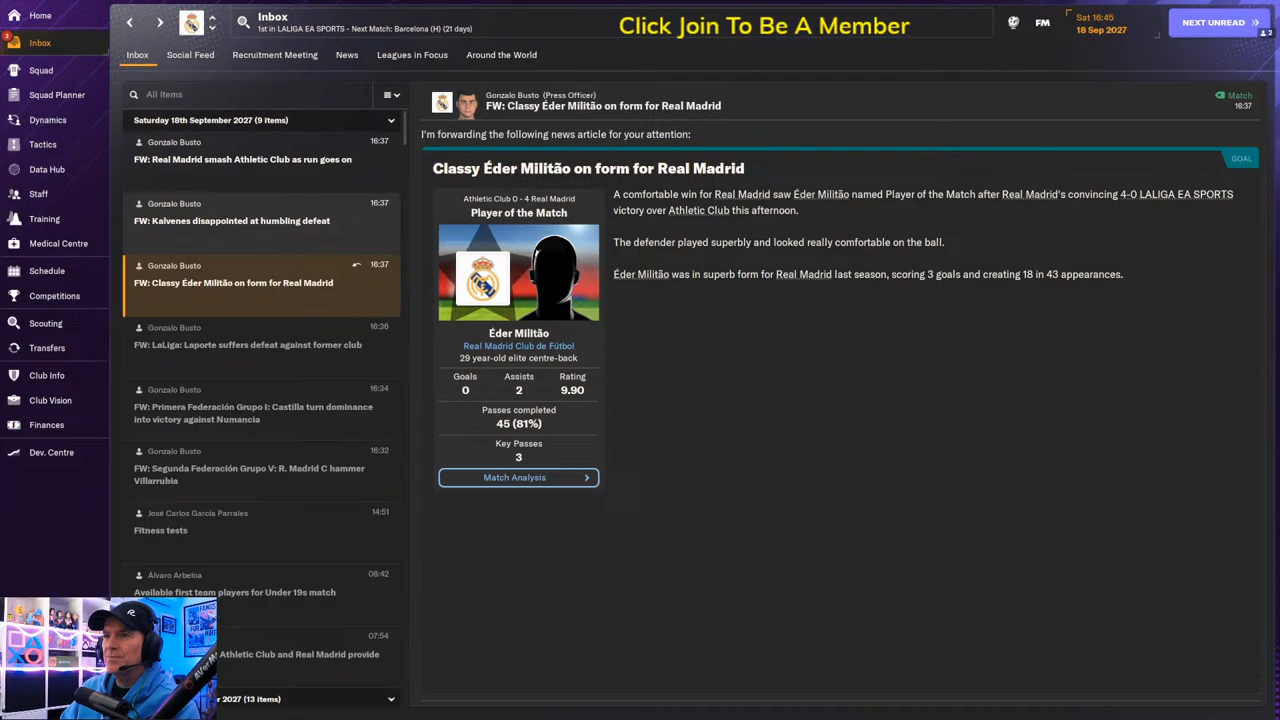 Home
2
Inbox
Squad
Squad Planner
Dynamics
Tactics
Data Hub
Staff
Training
Medical Centre
Schedule
Competitions
Scouting
Transfers
Club Info
Club Vision
Finances
Dev. Centre
Inbox
1st in LALIGA EA SPORTS - Next Match: Barcelona (H) (21 days)
Click Join To Be A Member
FM
Sat 16:45
18 Sep 2027
NEXT UNREAD
2
Inbox
Social Feed
Recruitment Meeting
News
Leagues in Focus
Around the World
All Items
Saturday 18th September 2027 (9 items)
Gonzalo Busto 16:37
FW: Real Madrid smash Athletic Club as run goes on
Gonzalo Busto 16:37
FW: Kalvenes disappointed at humbling defeat
Gonzalo Busto 16:37
FW: Classy Éder Militão on form for Real Madrid
Gonzalo Busto 16:36
FW: LaLiga: Laporte suffers defeat against former club
Gonzalo Busto 16:34
FW: Primera Federación Grupo I: Castilla turn dominance
into victory against Numancia
Gonzalo Busto 16:32
FW: Segunda Federación Grupo V: R. Madrid C hammer
Villarrubia
José Carlos García Parrales 14:51
Fitness tests
Álvaro Arbeloa 08:42
Available first team players for Under 19s match
07:54
Athletic Club and Real Madrid provide
2027 (13 items)
Gonzalo Busto (Press Officer)
FW: Classy Éder Militão on form for Real Madrid
Match
16:37
I'm forwarding the following news article for your attention:
GOAL
Classy Éder Militão on form for Real Madrid
Athletic Club 0 - 4 Real Madrid
Player of the Match
Éder Militão
Real Madrid Club de Fútbol
29 year-old elite centre-back
Goals Assists Rating
0 2 9.90
Passes completed
45 (81%)
Key Passes
3
Match Analysis
A comfortable win for Real Madrid saw Éder Militão named Player of the Match after Real Madrid's convincing 4-0 LALIGA EA SPORTS
victory over Athletic Club this afternoon.
The defender played superbly and looked really comfortable on the ball.
Éder Militão was in superb form for Real Madrid last season, scoring 3 goals and creating 18 in 43 appearances.